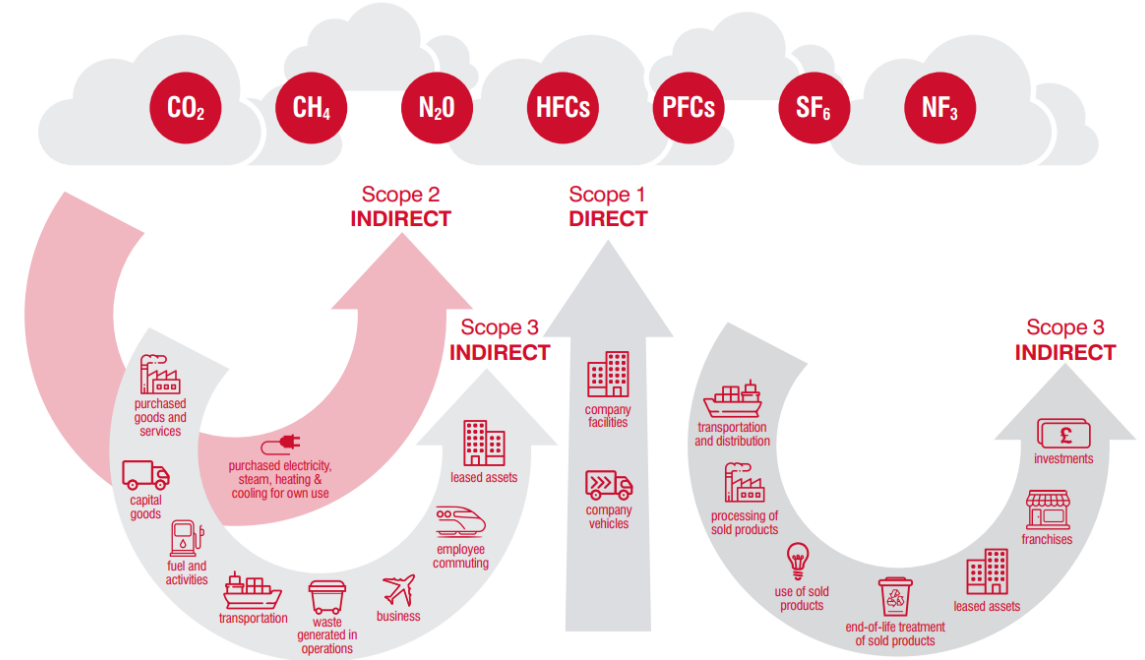 CO₂
CH₄
N₂O
HFCs
PFCs
SF₆
NF₃
Scope 2
INDIRECT
Scope 1
DIRECT
Scope 3
INDIRECT
Scope 3
INDIRECT
purchased
goods and
services
capital
goods
fuel and
activities
transportation
waste
generated in
operations
business
employee
commuting
leased assets
purchased electricity,
steam, heating &
cooling for own use
company
facilities
company
vehicles
transportation
and distribution
processing of
sold products
use of sold
products
end-of-life treatment
of sold products
leased assets
franchises
£
investments